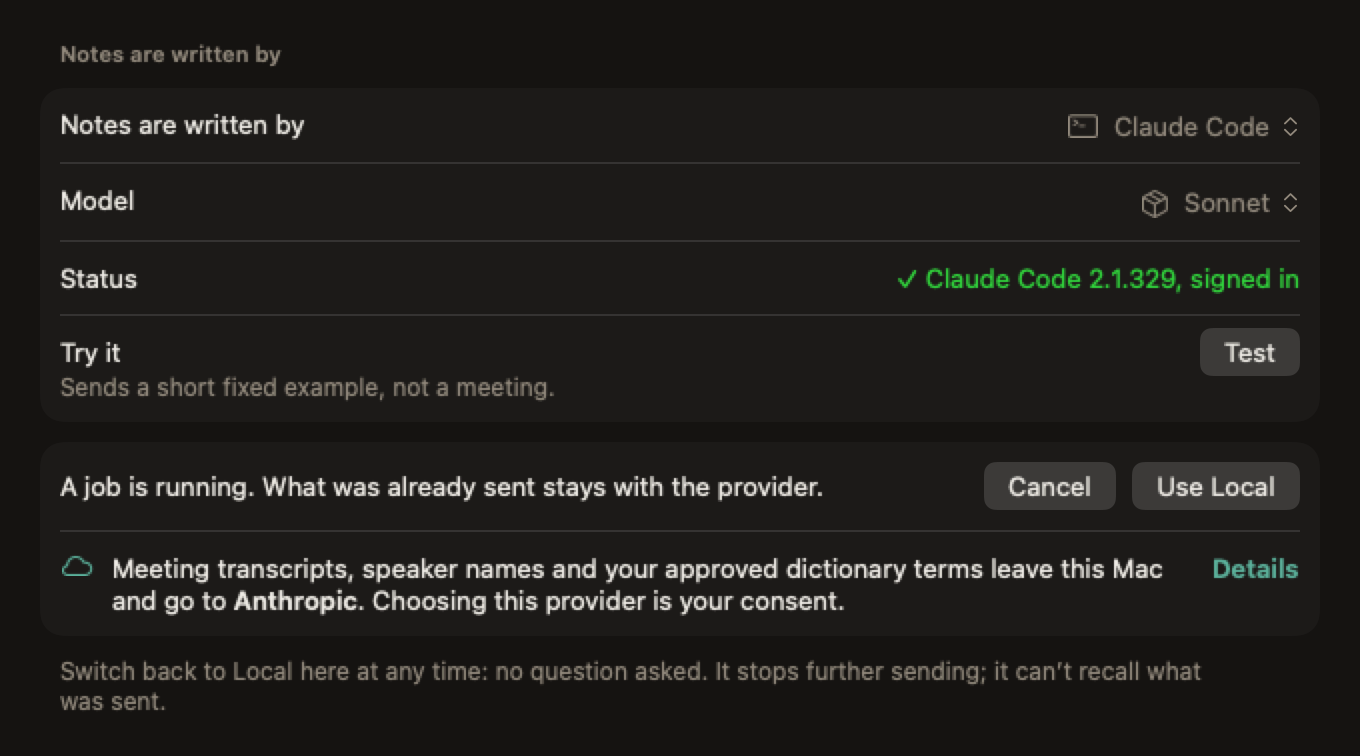 Notes are written by
Notes are written by
Claude Code
Model
Sonnet
Status
✓ Claude Code 2.1.329, signed in
Try it
Test
Sends a short fixed example, not a meeting.
A job is running. What was already sent stays with the provider.
Cancel
Use Local
Meeting transcripts, speaker names and your approved dictionary terms leave this Mac
and go to Anthropic. Choosing this provider is your consent.
Details
Switch back to Local here at any time: no question asked. It stops further sending; it can’t recall what
was sent.